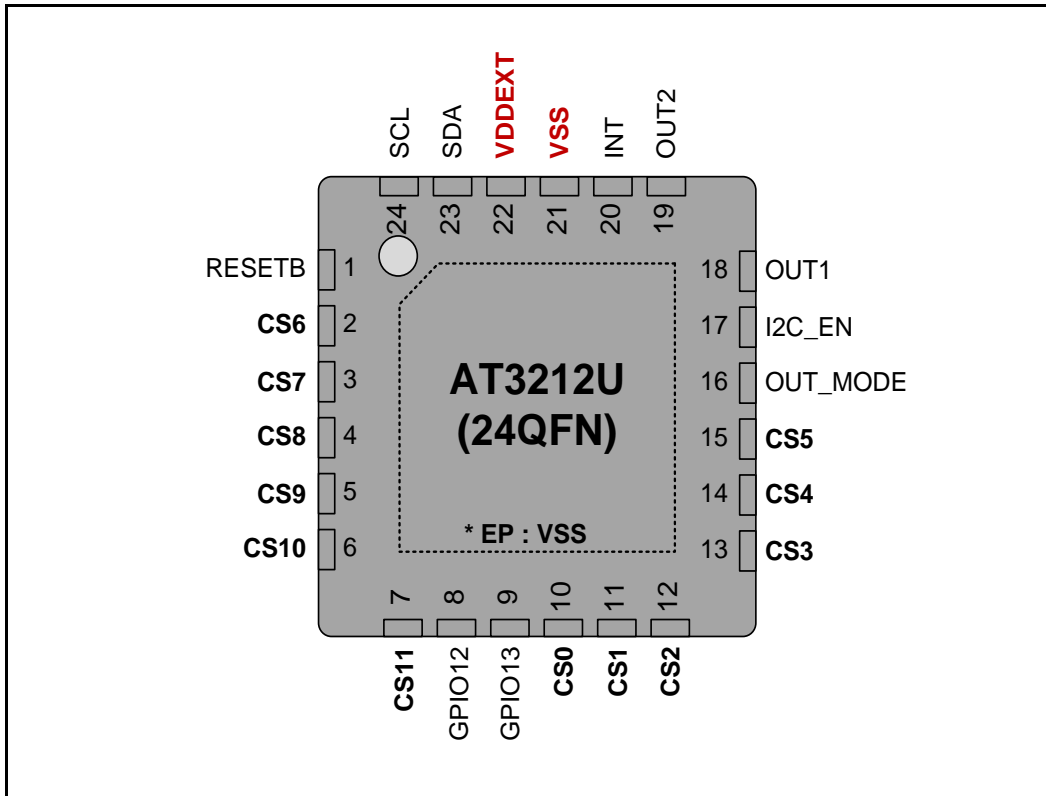 SCL SDA VDDEXT VSS INT OUT2
24 23 22 21 20 19
RESETB 1 18 OUT1
CS6 2 17 I2C_EN
CS7 3 16 OUT_MODE
CS8 4 15 CS5
CS9 5 14 CS4
CS10 6 13 CS3
AT3212U
(24QFN)
* EP : VSS
7 8 9 10 11 12
CS11 GPIO12 GPIO13 CS0 CS1 CS2